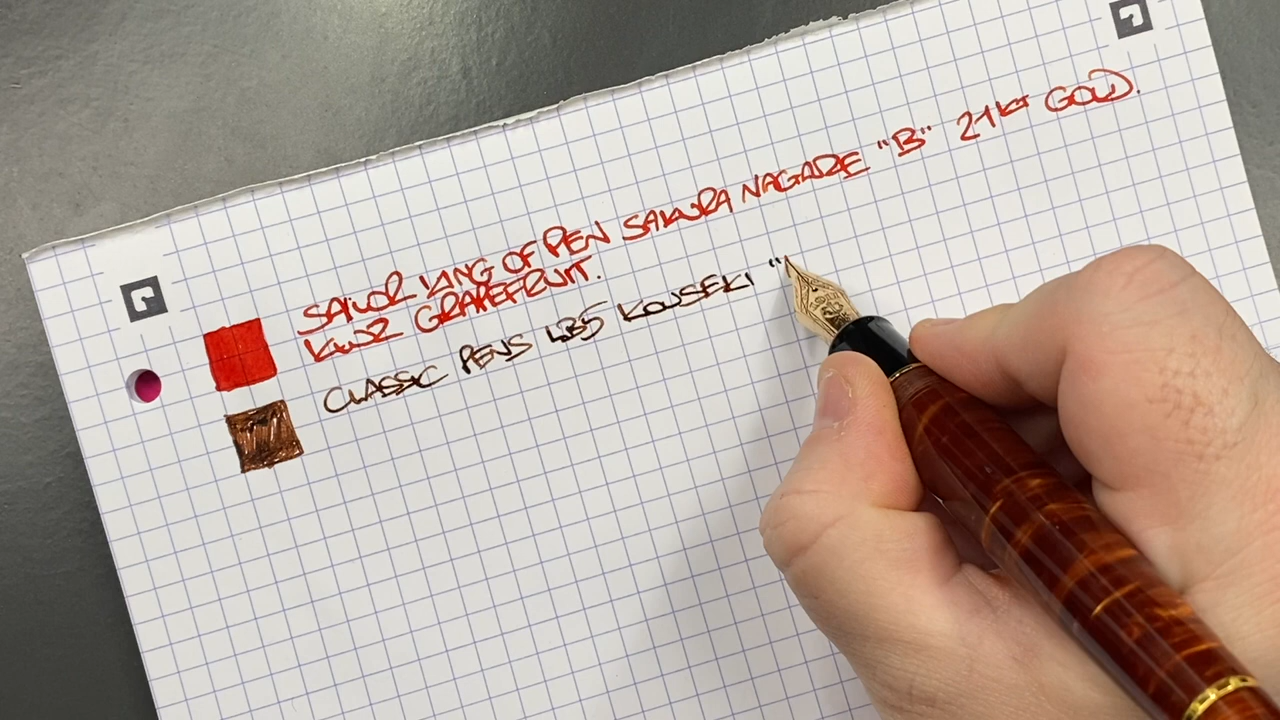 SAILOR KING OF PEN SAKURA NAGARE "B" 21kt GOLD.
KWZ GRAPEFRUIT.
CLASSIC PENS LB5 KOUSEKI "